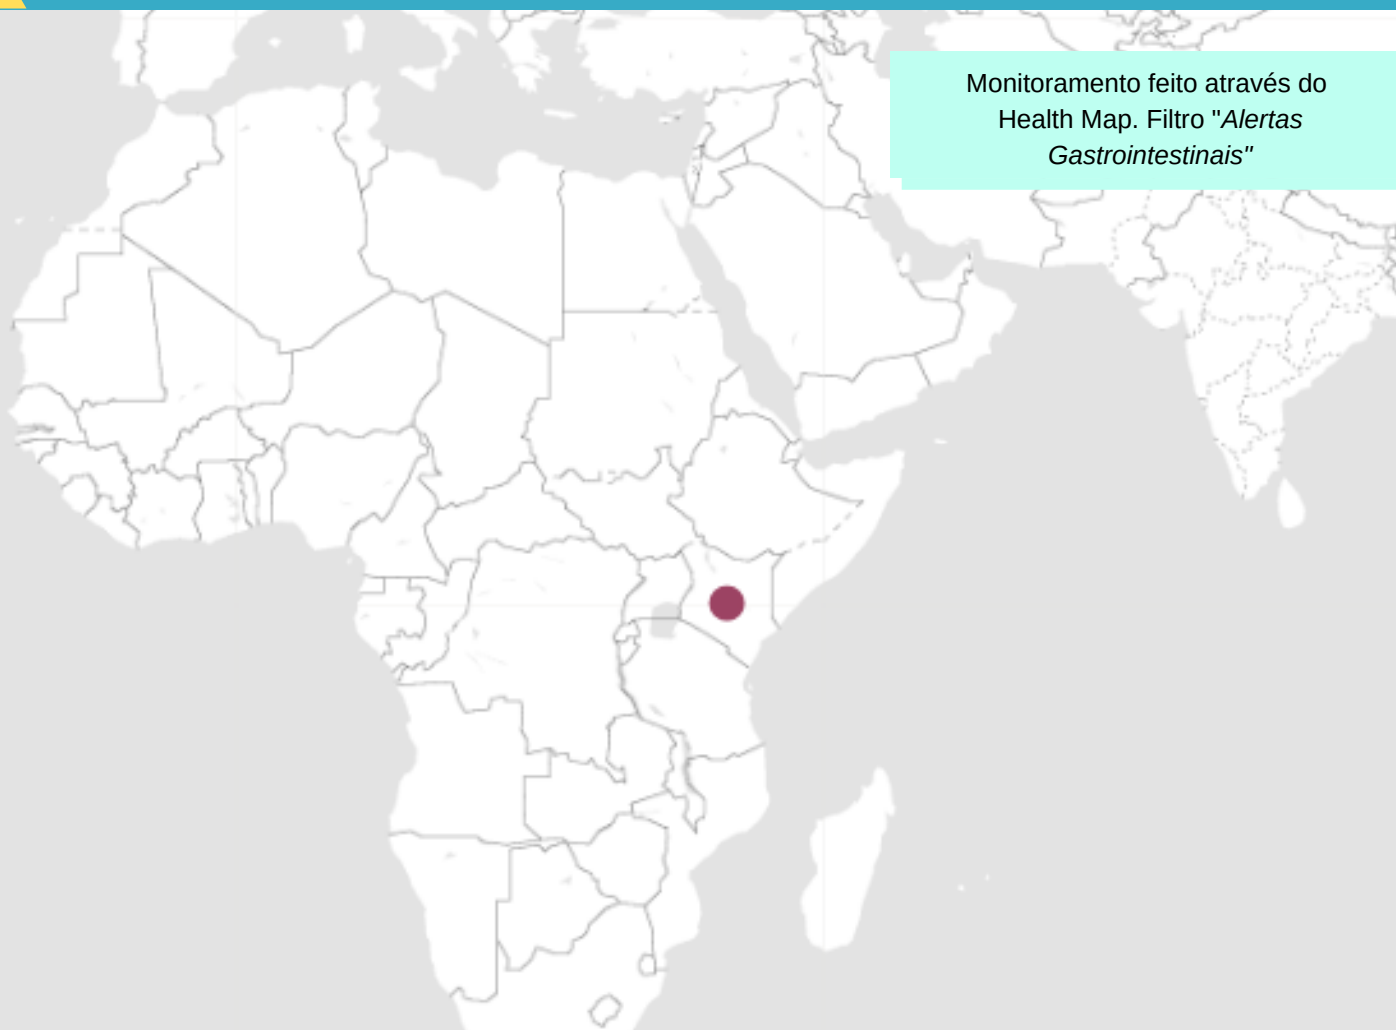 Monitoramento feito através do
Health Map. Filtro "Alertas
Gastrointestinais"